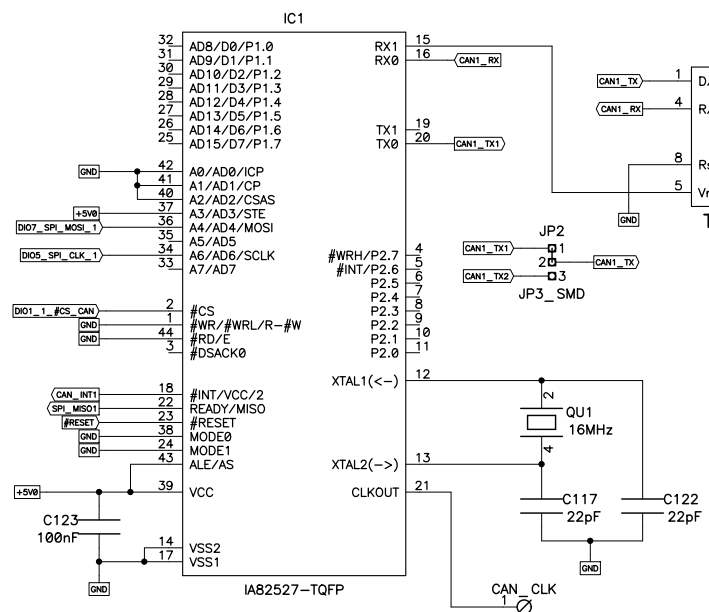 IC1
32 AD8/D0/P1.0
31 AD9/D1/P1.1
30 AD10/D2/P1.2
29 AD11/D3/P1.3
28 AD12/D4/P1.4
27 AD13/D5/P1.5
26 AD14/D6/P1.6
25 AD15/D7/P1.7
RX1 15
RX0 16 CAN1_RX
TX1 19
TX0 20 CAN1_TX1
GND 42 A0/AD0/ICP
41 A1/AD1/CP
40 A2/AD2/CSAS
+5V0 37 A3/AD3/STE
DIO7_SPI_MOSI_1 36 A4/AD4/MOSI
35 A5/AD5
DIO5_SPI_CLK_1 34 A6/AD6/SCLK
33 A7/AD7
#WRH/P2.7 4
#INT/P2.6 5
P2.5 6
P2.4 7
P2.3 8
P2.2 9
P2.1 10
P2.0 11
DIO1_1_#CS_CAN 2 #CS
GND 1 #WR/#WRL/R-#W
GND 44 #RD/E
3 #DSACK0
CAN_INT1 18 #INT/VCC/2
SPI_MISO1 22 READY/MISO
#RESET 23 #RESET
GND 38 MODE0
GND 24 MODE1
43 ALE/AS
+5V0 39 VCC
C123
100nF
14 VSS2
17 VSS1
GND
XTAL1(<-) 12
XTAL2(->) 13
CLKOUT 21
IA82527-TQFP
CAN1_TX 1 D
CAN1_RX 4 R
8 Rs
5 V
GND
T
JP2
CAN1_TX1 1
2 CAN1_TX
CAN1_TX2 3
JP3_SMD
2
QU1
16MHz
4
C117
22pF
C122
22pF
GND
CAN_CLK
1